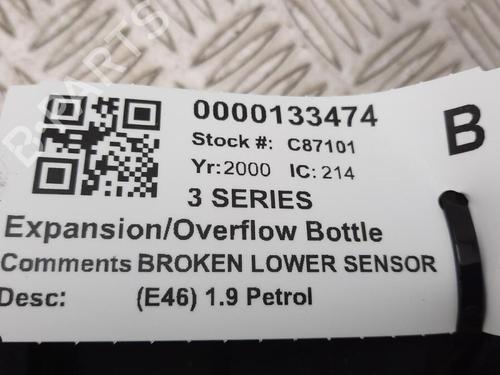 0000133474
Stock #: C87101
Yr:2000 IC: 214
3 SERIES
Expansion/Overflow Bottle
Comments BROKEN LOWER SENSOR
Desc: (E46) 1.9 Petrol
B
B-PARTS